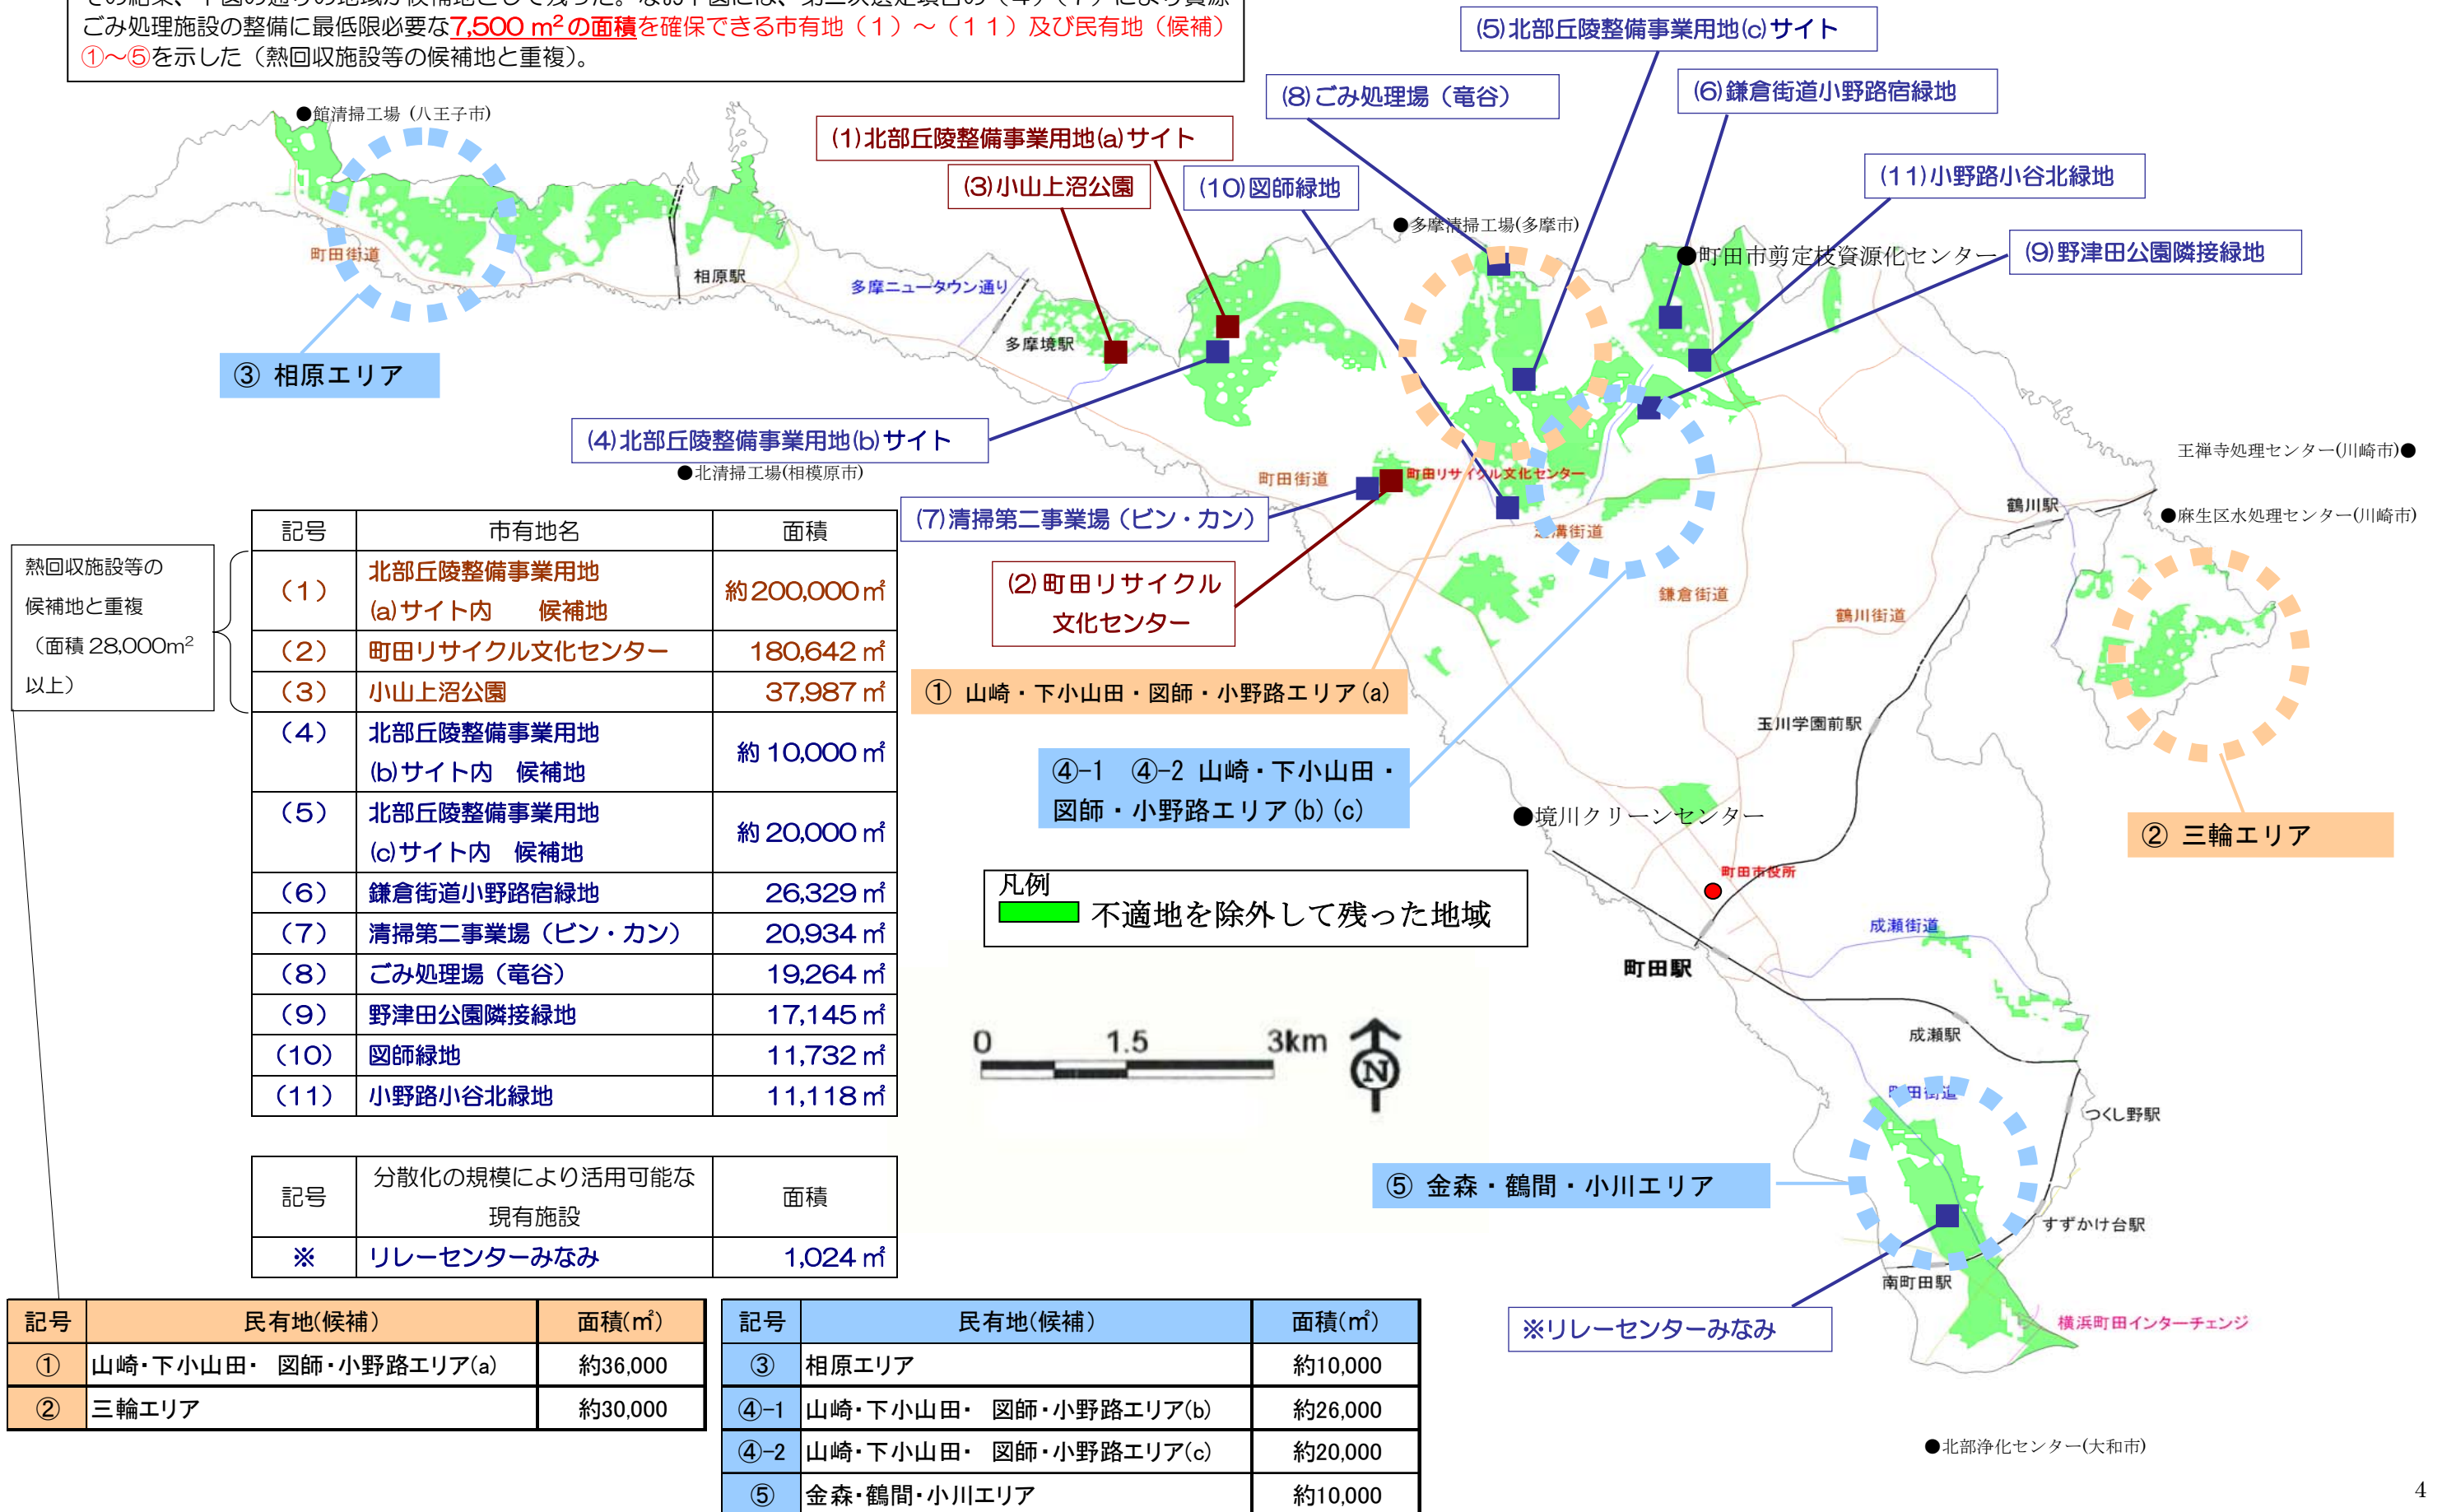 ごみ処理施設の整備に最低限必要な7,500 m²の面積を確保できる市有地（1）～（11）及び民有地（候補）
①～⑤を示した（熱回収施設等の候補地と重複）。
(5)北部丘陵整備事業用地(c)サイト
(8)ごみ処理場（竜谷）
(6)鎌倉街道小野路宿緑地
●館清掃工場 (八王子市)
(1)北部丘陵整備事業用地(a)サイト
(3)小山上沼公園
(10)図師緑地
(11)小野路小谷北緑地
●多摩清掃工場(多摩市)
●町田市剪定枝資源化センター
(9)野津田公園隣接緑地
町田街道
相原駅
多摩ニュータウン通り
多摩境駅
③ 相原エリア
(4)北部丘陵整備事業用地(b)サイト
●北清掃工場(相模原市)
町田街道
町田リサイクル文化センター
王禅寺処理センター(川崎市)●
鶴川駅
●麻生区水処理センター(川崎市)
(7)清掃第二事業場（ビン・カン）
溝街道
(2)町田リサイクル
文化センター
鎌倉街道
鶴川街道
① 山崎・下小山田・図師・小野路エリア(a)
玉川学園前駅
④-1　④-2 山崎・下小山田・
図師・小野路エリア(b)(c)
●境川クリーンセンター
② 三輪エリア
凡例
不適地を除外して残った地域
町田市役所
成瀬街道
町田駅
成瀬駅
0 1.5 3km
N
町田街道
つくし野駅
⑤ 金森・鶴間・小川エリア
すずかけ台駅
南町田駅
※リレーセンターみなみ
横浜町田インターチェンジ
●北部浄化センター(大和市)
熱回収施設等の
候補地と重複
（面積 28,000m²
以上）
記号 市有地名 面積
（1） 北部丘陵整備事業用地
(a)サイト内　候補地 約200,000㎡
（2） 町田リサイクル文化センター 180,642㎡
（3） 小山上沼公園 37,987㎡
（4） 北部丘陵整備事業用地
(b)サイト内　候補地 約10,000㎡
（5） 北部丘陵整備事業用地
(c)サイト内　候補地 約20,000㎡
（6） 鎌倉街道小野路宿緑地 26,329㎡
（7） 清掃第二事業場（ビン・カン） 20,934㎡
（8） ごみ処理場（竜谷） 19,264㎡
（9） 野津田公園隣接緑地 17,145㎡
（10） 図師緑地 11,732㎡
（11） 小野路小谷北緑地 11,118㎡
記号 分散化の規模により活用可能な
現有施設 面積
※ リレーセンターみなみ 1,024㎡
記号 民有地(候補) 面積(㎡)
① 山崎・下小山田・ 図師・小野路エリア(a) 約36,000
② 三輪エリア 約30,000
記号 民有地(候補) 面積(㎡)
③ 相原エリア 約10,000
④-1 山崎・下小山田・ 図師・小野路エリア(b) 約26,000
④-2 山崎・下小山田・ 図師・小野路エリア(c) 約20,000
⑤ 金森・鶴間・小川エリア 約10,000
4